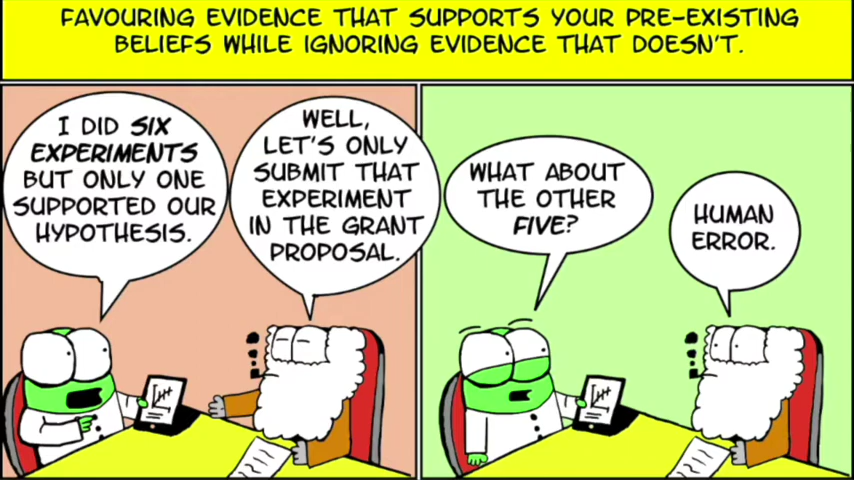 FAVOURING EVIDENCE THAT SUPPORTS YOUR PRE-EXISTING
BELIEFS WHILE IGNORING EVIDENCE THAT DOESN'T.
I DID SIX
EXPERIMENTS
BUT ONLY ONE
SUPPORTED OUR
HYPOTHESIS.
WELL,
LET'S ONLY
SUBMIT THAT
EXPERIMENT
IN THE GRANT
PROPOSAL.
WHAT ABOUT
THE OTHER
FIVE?
HUMAN
ERROR.